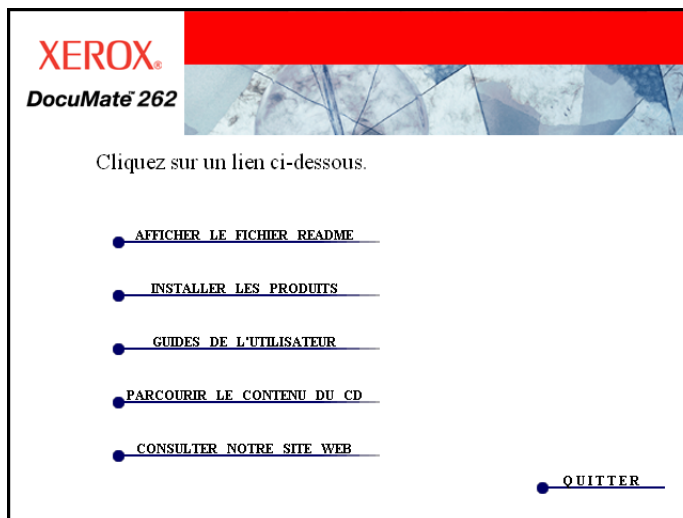 XEROX®
DocuMate™ 262
Cliquez sur un lien ci-dessous.
AFFICHER LE FICHIER README
INSTALLER LES PRODUITS
GUIDES DE L'UTILISATEUR
PARCOURIR LE CONTENU DU CD
CONSULTER NOTRE SITE WEB
QUITTER